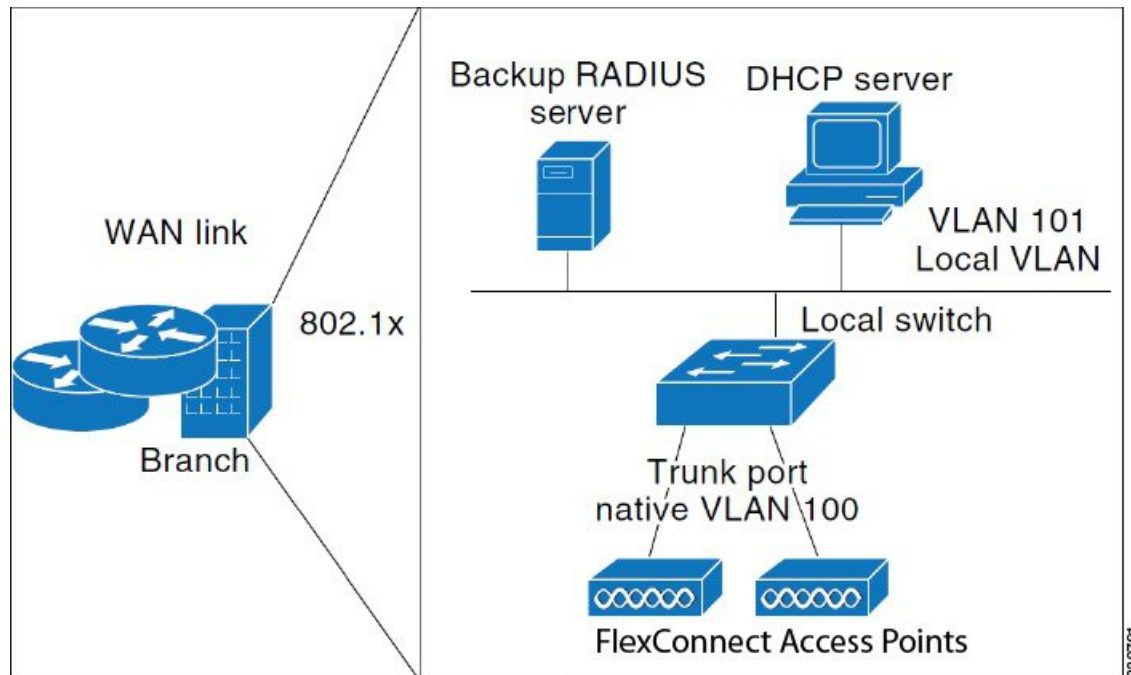 WAN link
802.1x
Branch
Backup RADIUS
server
DHCP server
VLAN 101
Local VLAN
Local switch
Trunk port
native VLAN 100
FlexConnect Access Points